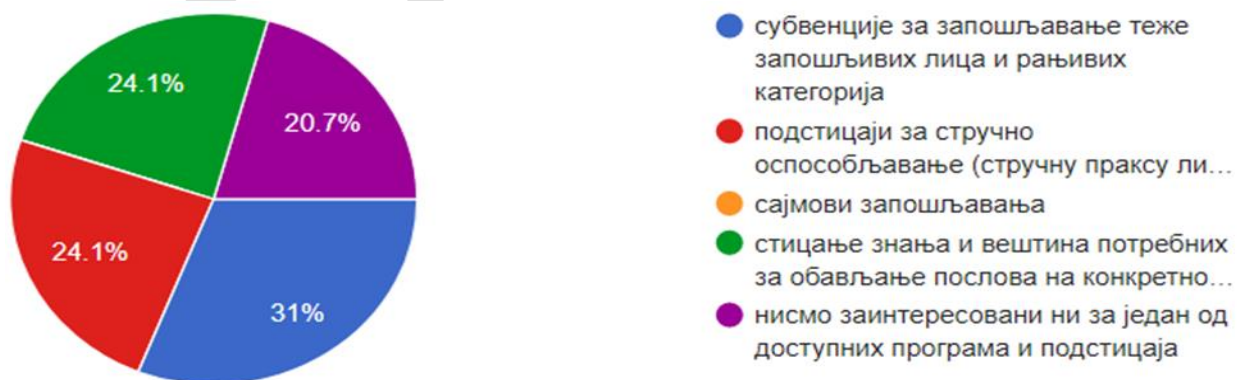 24.1%
20.7%
24.1%
31%
субвенције за запошљавање теже
запошљивих лица и рањивих
категорија
подстицаји за стручно
оспособљавање (стручну праксу ли...
сајмови запошљавања
стицање знања и вештина потребних
за обављање послова на конкретно...
нисмо заинтересовани ни за један од
доступних програма и подстицаја